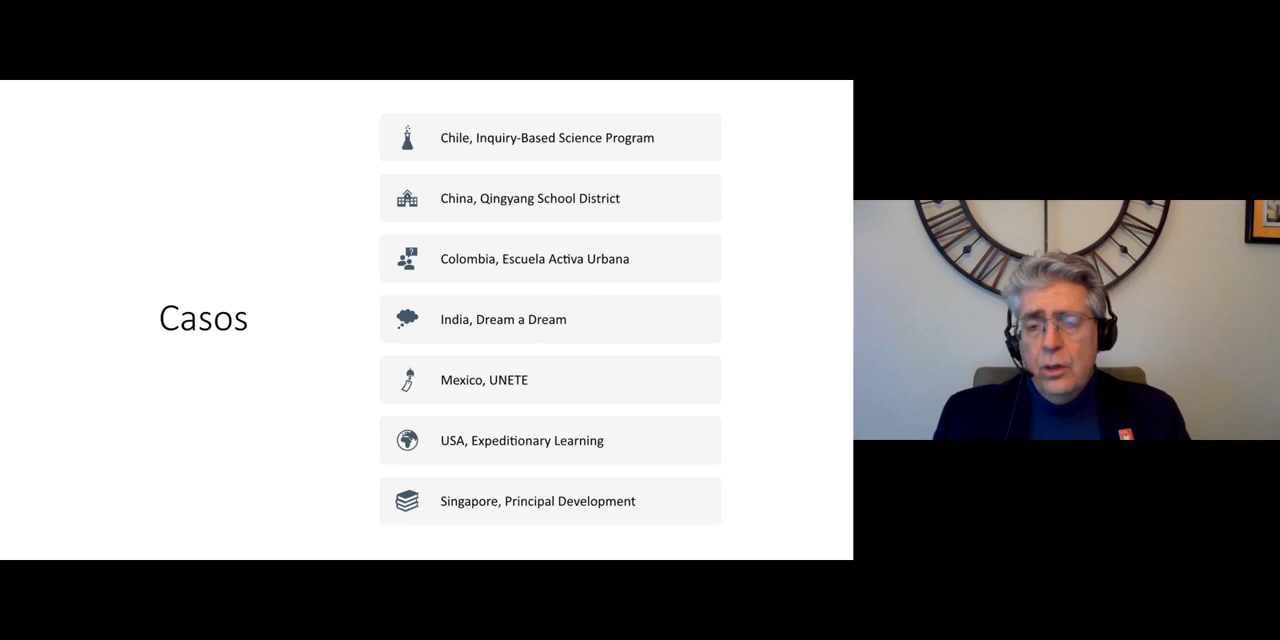 Casos
Chile, Inquiry-Based Science Program
China, Qingyang School District
Colombia, Escuela Activa Urbana
India, Dream a Dream
Mexico, UNETE
USA, Expeditionary Learning
Singapore, Principal Development